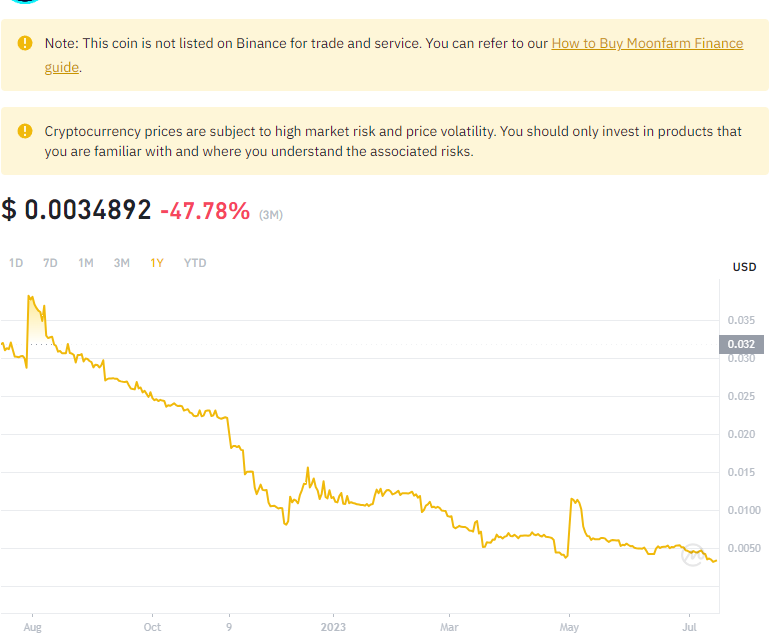 Note: This coin is not listed on Binance for trade and service. You can refer to our How to Buy Moonfarm Finance
guide.
Cryptocurrency prices are subject to high market risk and price volatility. You should only invest in products that
you are familiar with and where you understand the associated risks.
$ 0.0034892 -47.78% (3M)
1D 7D 1M 3M 1Y YTD
USD
0.035
0.032
0.030
0.025
0.020
0.015
0.0100
0.0050
Aug Oct 9 2023 Mar May Jul